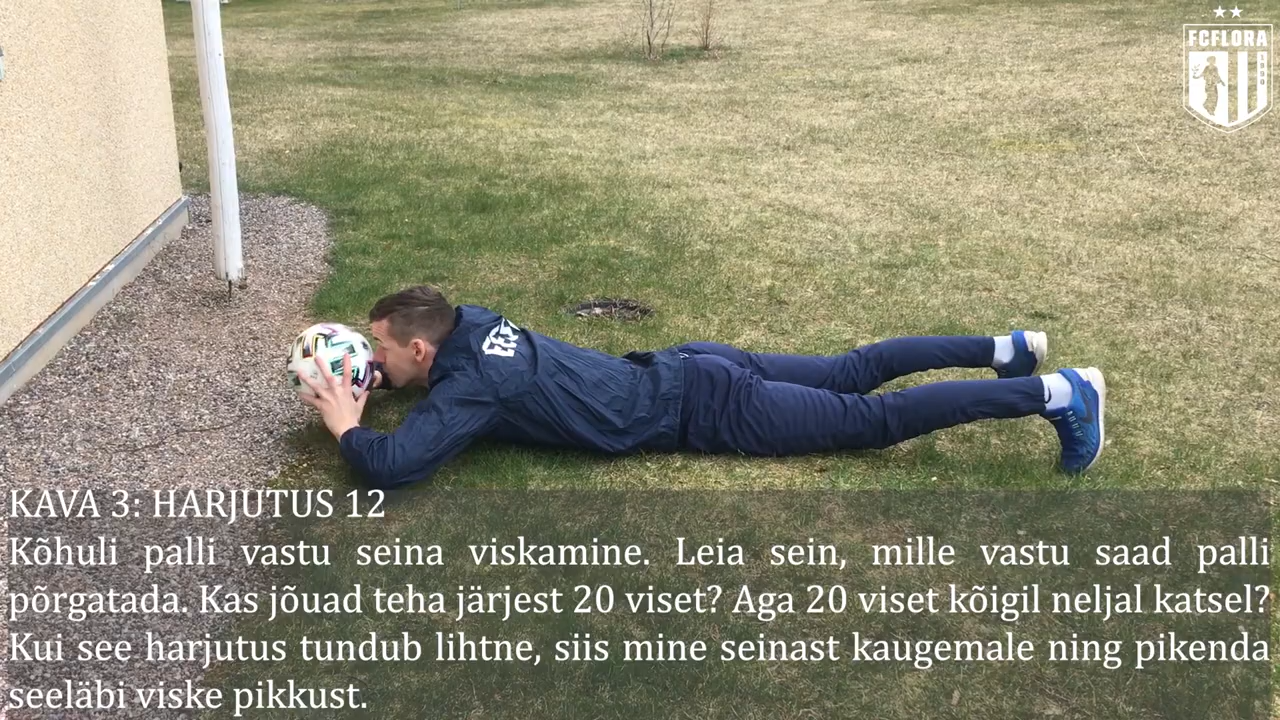 FCFLORA
1990
KAVA 3: HARJUTUS 12
Kõhuli palli vastu seina viskamine. Leia sein, mille vastu saad palli
põrgatada. Kas jõuad teha järjest 20 viset? Aga 20 viset kõigil neljal katsel?
Kui see harjutus tundub lihtne, siis mine seinast kaugemale ning pikenda
seeläbi viske pikkust.